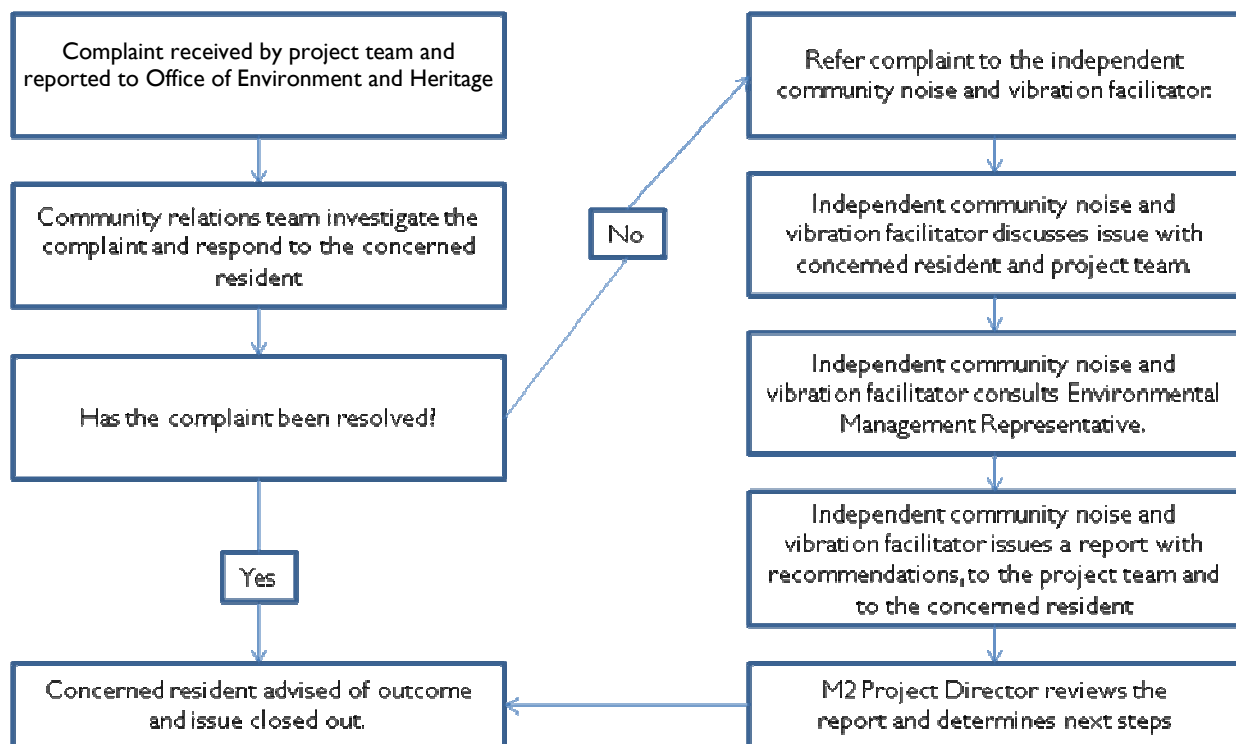 Complaint received by project team and
reported to Office of Environment and Heritage
Community relations team investigate the
complaint and respond to the concerned
resident
Has the complaint been resolved?
Yes
Concerned resident advised of outcome
and issue closed out.
No
Refer complaint to the independent
community noise and vibration facilitator.
Independent community noise and
vibration facilitator discusses issue with
concerned resident and project team.
Independent community noise and
vibration facilitator consults Environmental
Management Representative.
Independent community noise and
vibration facilitator issues a report with
recommendations, to the project team and
to the concerned resident
M2 Project Director reviews the
report and determines next steps